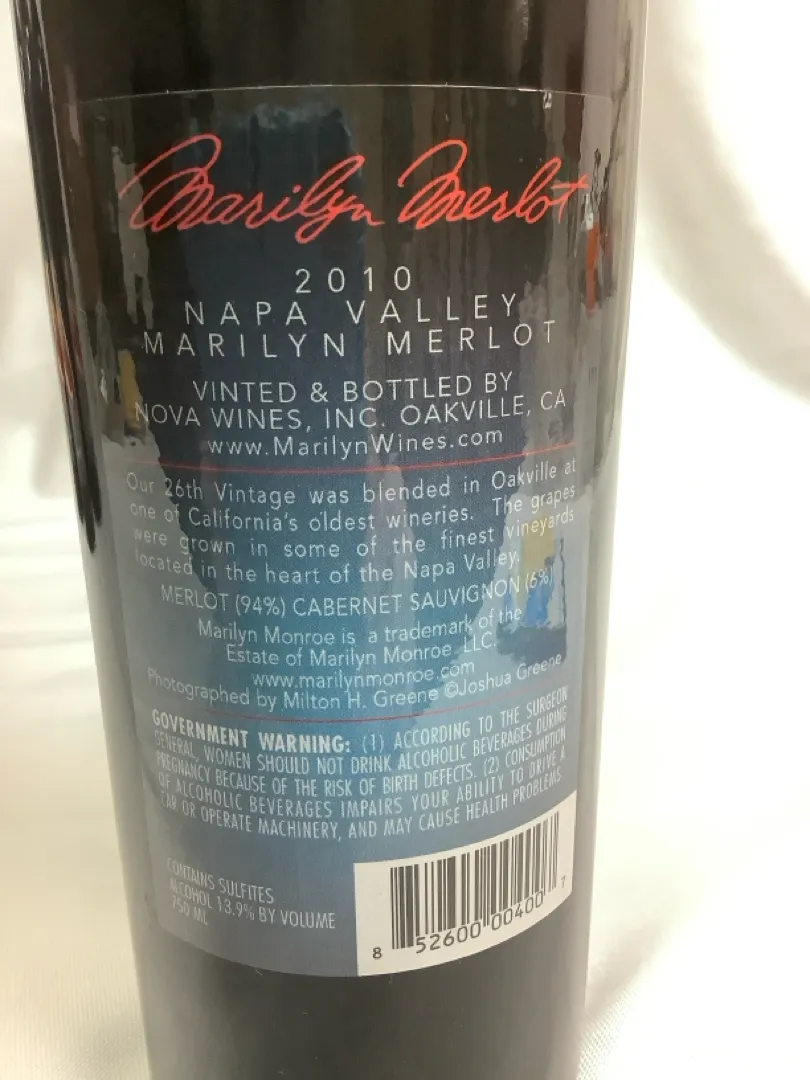 Marilyn Merlot
2010
NAPA VALLEY
MARILYN MERLOT
VINTED & BOTTLED BY
NOVA WINES, INC. OAKVILLE, CA
www.MarilynWines.com
Our 26th Vintage was blended in Oakville at
one of California's oldest wineries. The grapes
were grown in some of the finest vineyards
located in the heart of the Napa Valley.
MERLOT (94%) CABERNET SAUVIGNON (6%)
Marilyn Monroe is a trademark of the
Estate of Marilyn Monroe, LLC.
www.marilynmonroe.com
Photographed by Milton H. Greene ©Joshua Greene
GOVERNMENT WARNING: (1) ACCORDING TO THE SURGEON
GENERAL, WOMEN SHOULD NOT DRINK ALCOHOLIC BEVERAGES DURING
PREGNANCY BECAUSE OF THE RISK OF BIRTH DEFECTS. (2) CONSUMPTION
OF ALCOHOLIC BEVERAGES IMPAIRS YOUR ABILITY TO DRIVE A
CAR OR OPERATE MACHINERY, AND MAY CAUSE HEALTH PROBLEMS.
CONTAINS SULFITES
ALCOHOL 13.9% BY VOLUME
750 ML
8 52600 00400 7